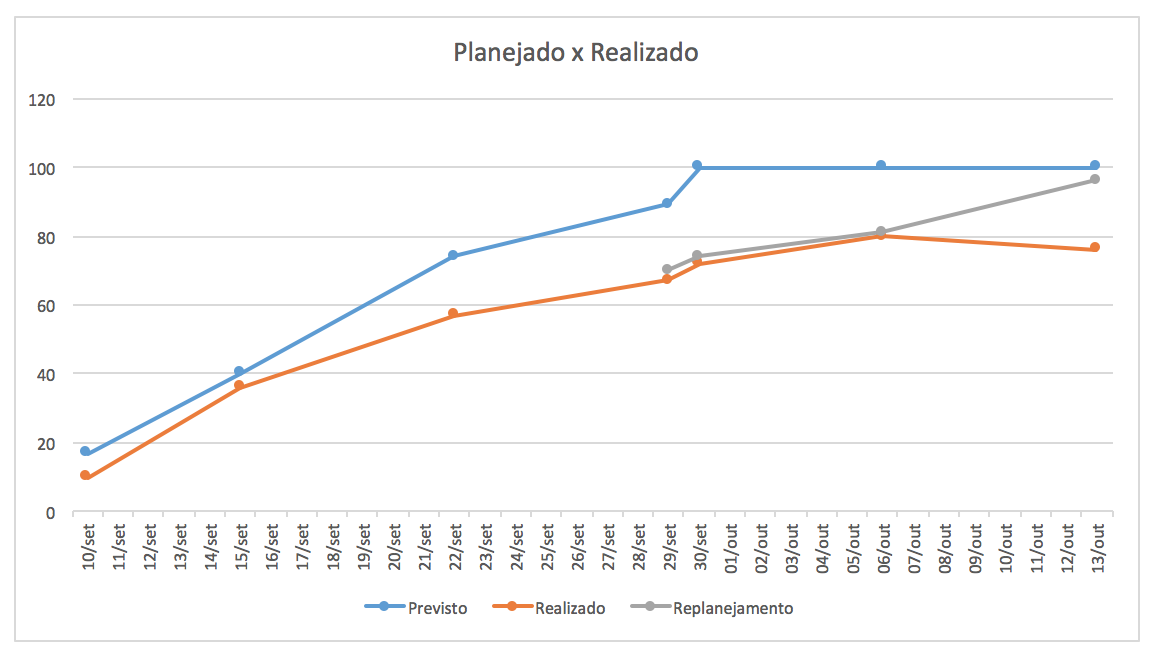 Planejado x Realizado
120
100
80
60
40
20
0
10/set 11/set 12/set 13/set 14/set 15/set 16/set 17/set 18/set 19/set 20/set 21/set 22/set 23/set 24/set 25/set 26/set 27/set 28/set 29/set 30/set 01/out 02/out 03/out 04/out 05/out 06/out 07/out 08/out 09/out 10/out 11/out 12/out 13/out
Previsto Realizado Replanejamento